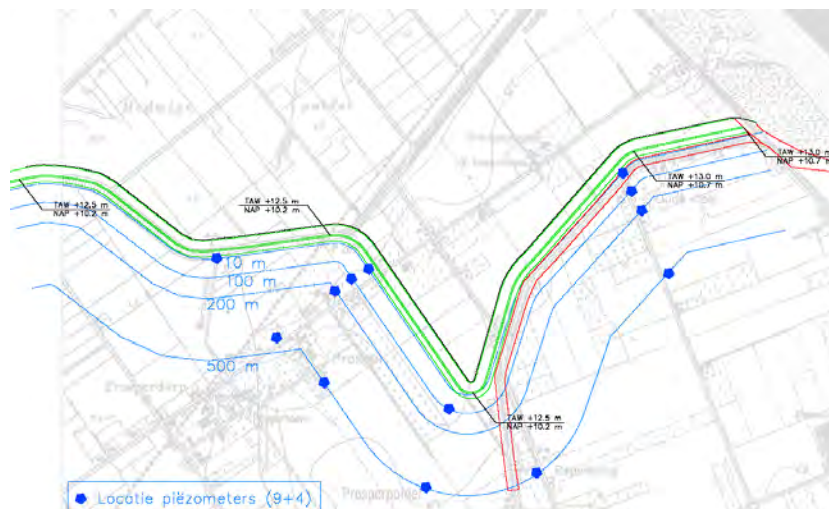 TAW +13.0 m
NAP +10.7 m
TAW +13.0 m
NAP +10.7 m
TAW +12.5 m
NAP +10.2 m
TAW +12.5 m
NAP +10.2 m
10 m
100 m
200 m
500 m
TAW +12.5 m
NAP +10.2 m
Prosperdorp
Prosperpolder
Locatie piëzometers (9+4)